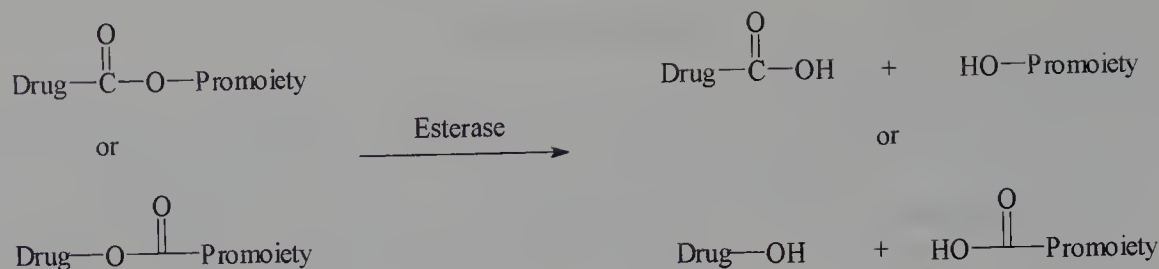 O
Drug—C—O—Promoiety
or
O
Drug—O—Promoiety
Esterase
O
Drug—C—OH + HO—Promoiety
or
O
Drug—OH + HO—Promoiety